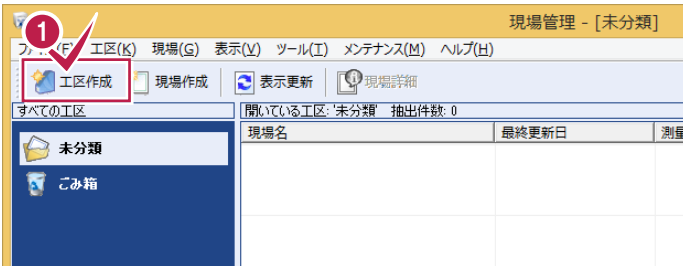 現場管理 - [未分類]
1
工区(K) 現場(G) 表示(V) ツール(T) メンテナンス(M) ヘルプ(H)
工区作成 現場作成 表示更新 現場詳細
すべての工区 開いている工区:'未分類' 抽出件数: 0
現場名 最終更新日 測量
未分類
ごみ箱